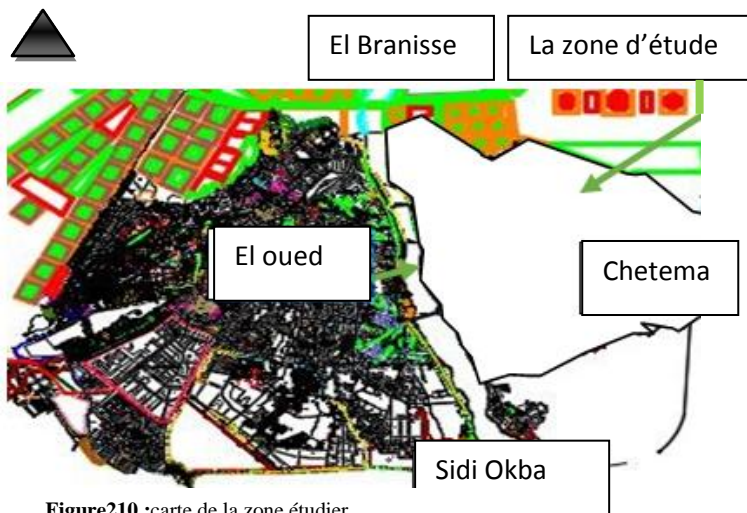 El Branisse
La zone d’étude
El oued
Chetema
Sidi Okba
Figure210 :carte de la zone étudier